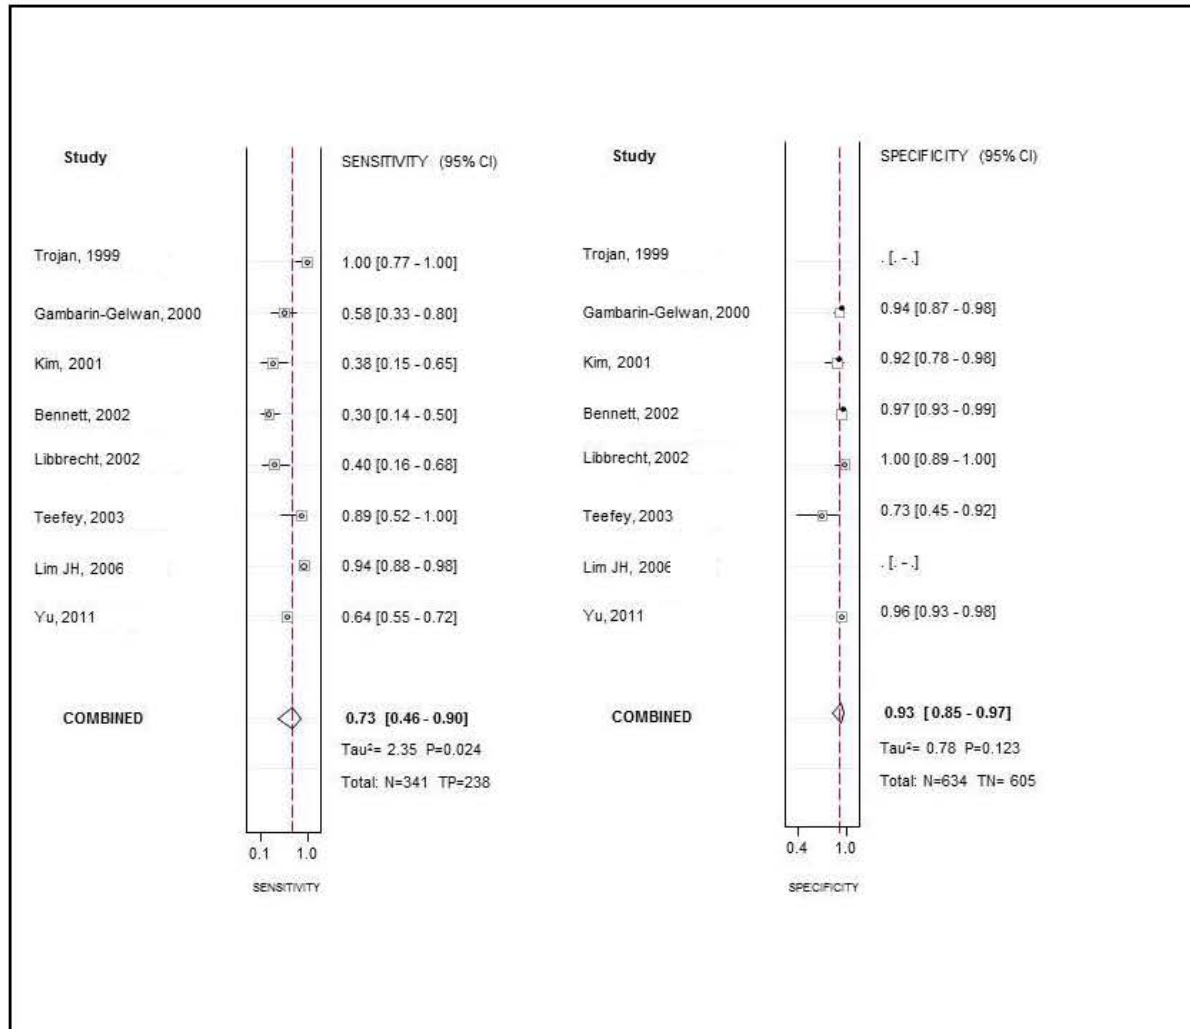 Study SENSITIVITY (95% CI)
Trojan, 1999 1.00 [0.77 - 1.00]
Gambarin-Gelwan, 2000 0.58 [0.33 - 0.80]
Kim, 2001 0.38 [0.15 - 0.65]
Bennett, 2002 0.30 [0.14 - 0.50]
Libbrecht, 2002 0.40 [0.16 - 0.68]
Teefey, 2003 0.89 [0.52 - 1.00]
Lim JH, 2006 0.94 [0.88 - 0.98]
Yu, 2011 0.64 [0.55 - 0.72]
COMBINED 0.73 [0.46 - 0.90]
Tau²= 2.35 P=0.024
Total: N=341 TP=238
0.1 1.0
SENSITIVITY
Study SPECIFICITY (95% CI)
Trojan, 1999 . [. - .]
Gambarin-Gelwan, 2000 0.94 [0.87 - 0.98]
Kim, 2001 0.92 [0.78 - 0.98]
Bennett, 2002 0.97 [0.93 - 0.99]
Libbrecht, 2002 1.00 [0.89 - 1.00]
Teefey, 2003 0.73 [0.45 - 0.92]
Lim JH, 2006 . [. - .]
Yu, 2011 0.96 [0.93 - 0.98]
COMBINED 0.93 [0.85 - 0.97]
Tau²= 0.78 P=0.123
Total: N=634 TN= 605
0.4 1.0
SPECIFICITY